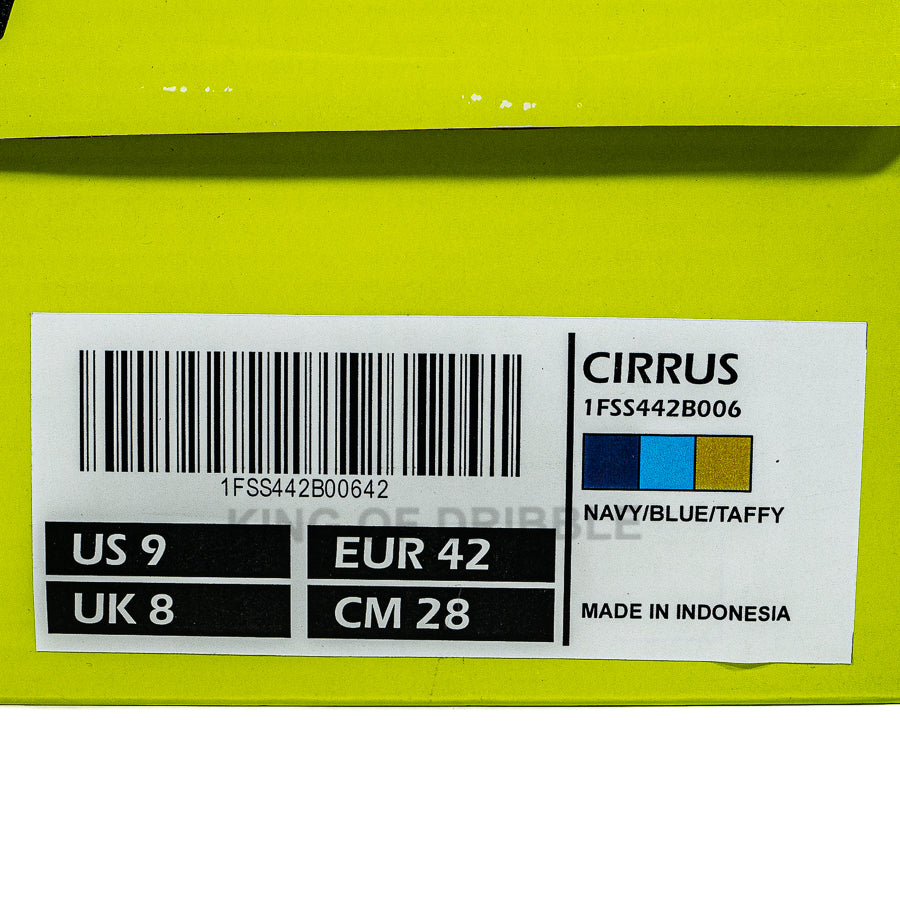 CIRRUS
1FSS442B006
1FSS442B00642
NAVY/BLUE/TAFFY
KING OF DRIBBLE
US 9
EUR 42
UK 8
CM 28
MADE IN INDONESIA